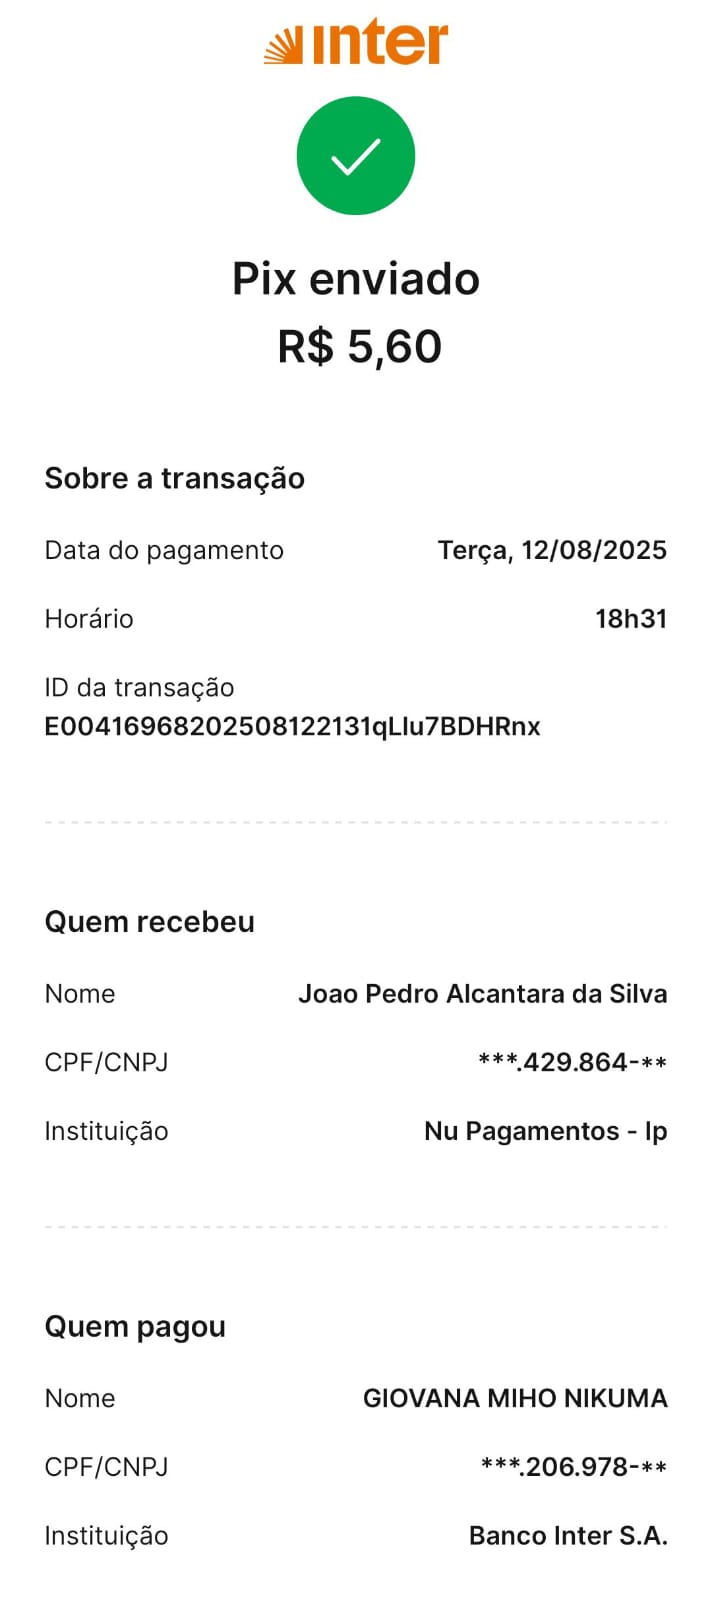 inter
Pix enviado
R$ 5,60
Sobre a transação
Data do pagamento Terça, 12/08/2025
Horário 18h31
ID da transação
E00416968202508122131qLlu7BDHRnx
Quem recebeu
Nome Joao Pedro Alcantara da Silva
CPF/CNPJ ***.429.864-**
Instituição Nu Pagamentos - Ip
Quem pagou
Nome GIOVANA MIHO NIKUMA
CPF/CNPJ ***.206.978-**
Instituição Banco Inter S.A.